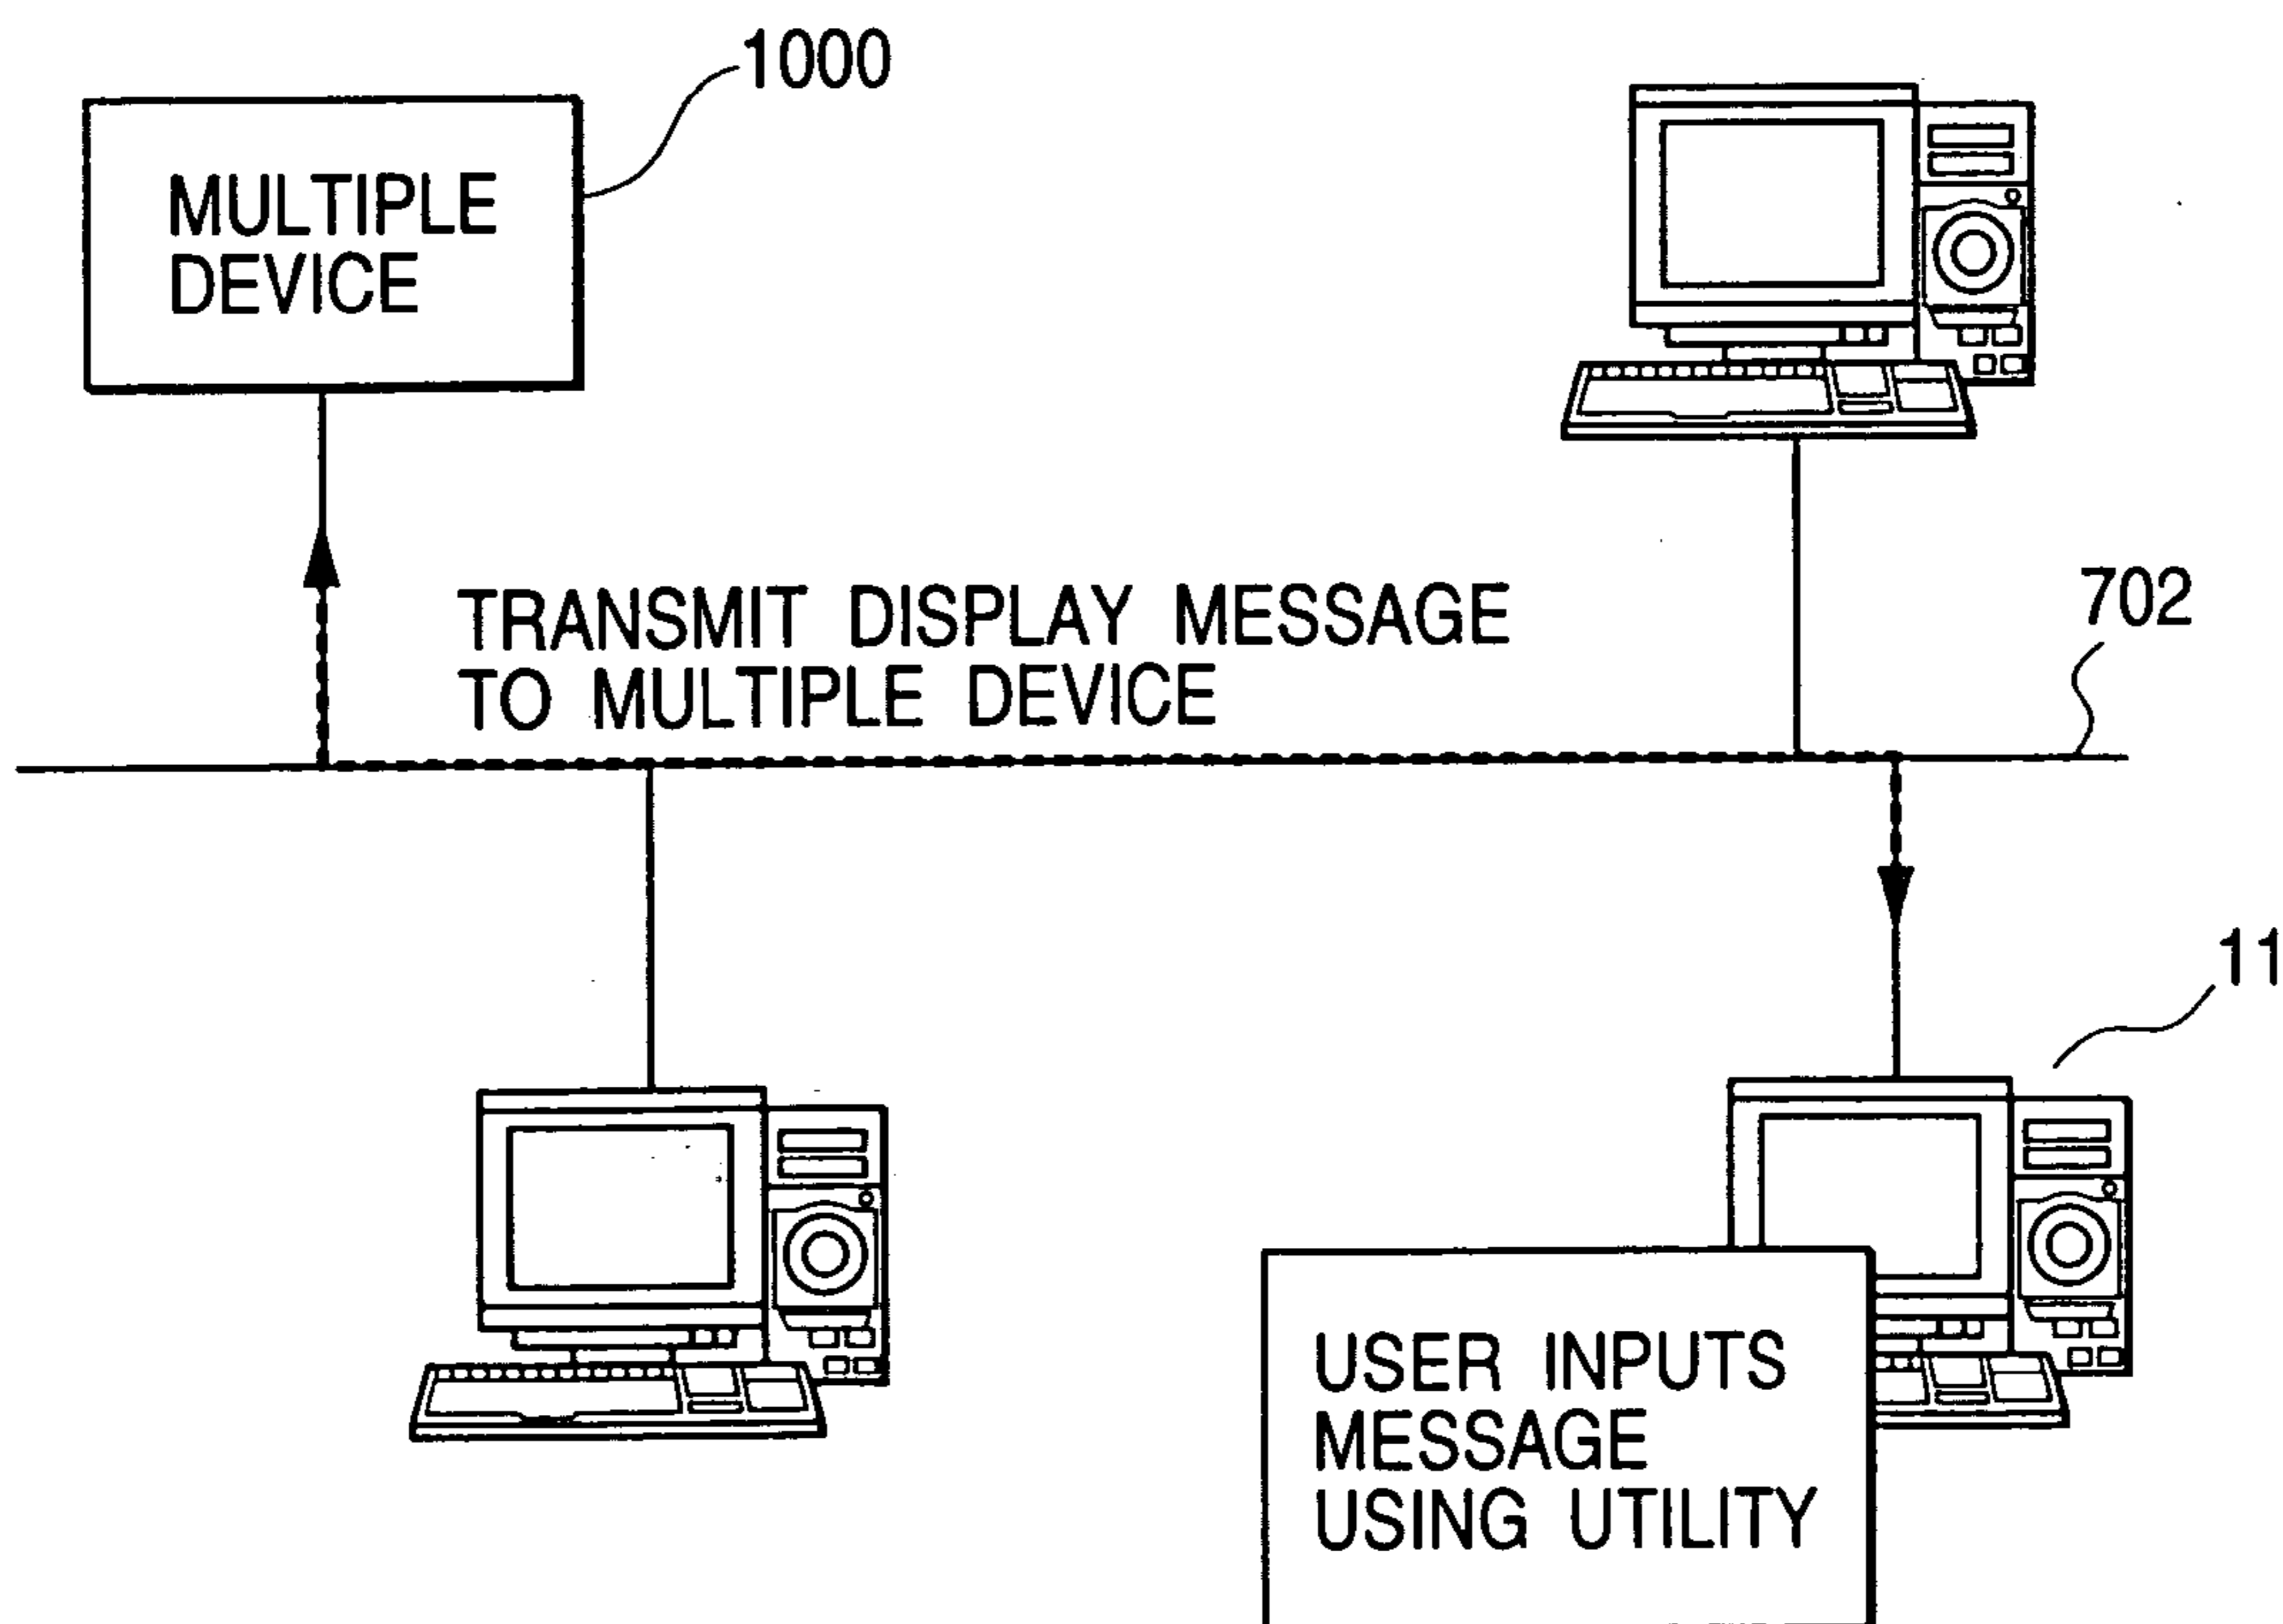 1000
MULTIPLE
DEVICE
TRANSMIT DISPLAY MESSAGE
TO MULTIPLE DEVICE
702
11
USER INPUTS
MESSAGE
USING UTILITY